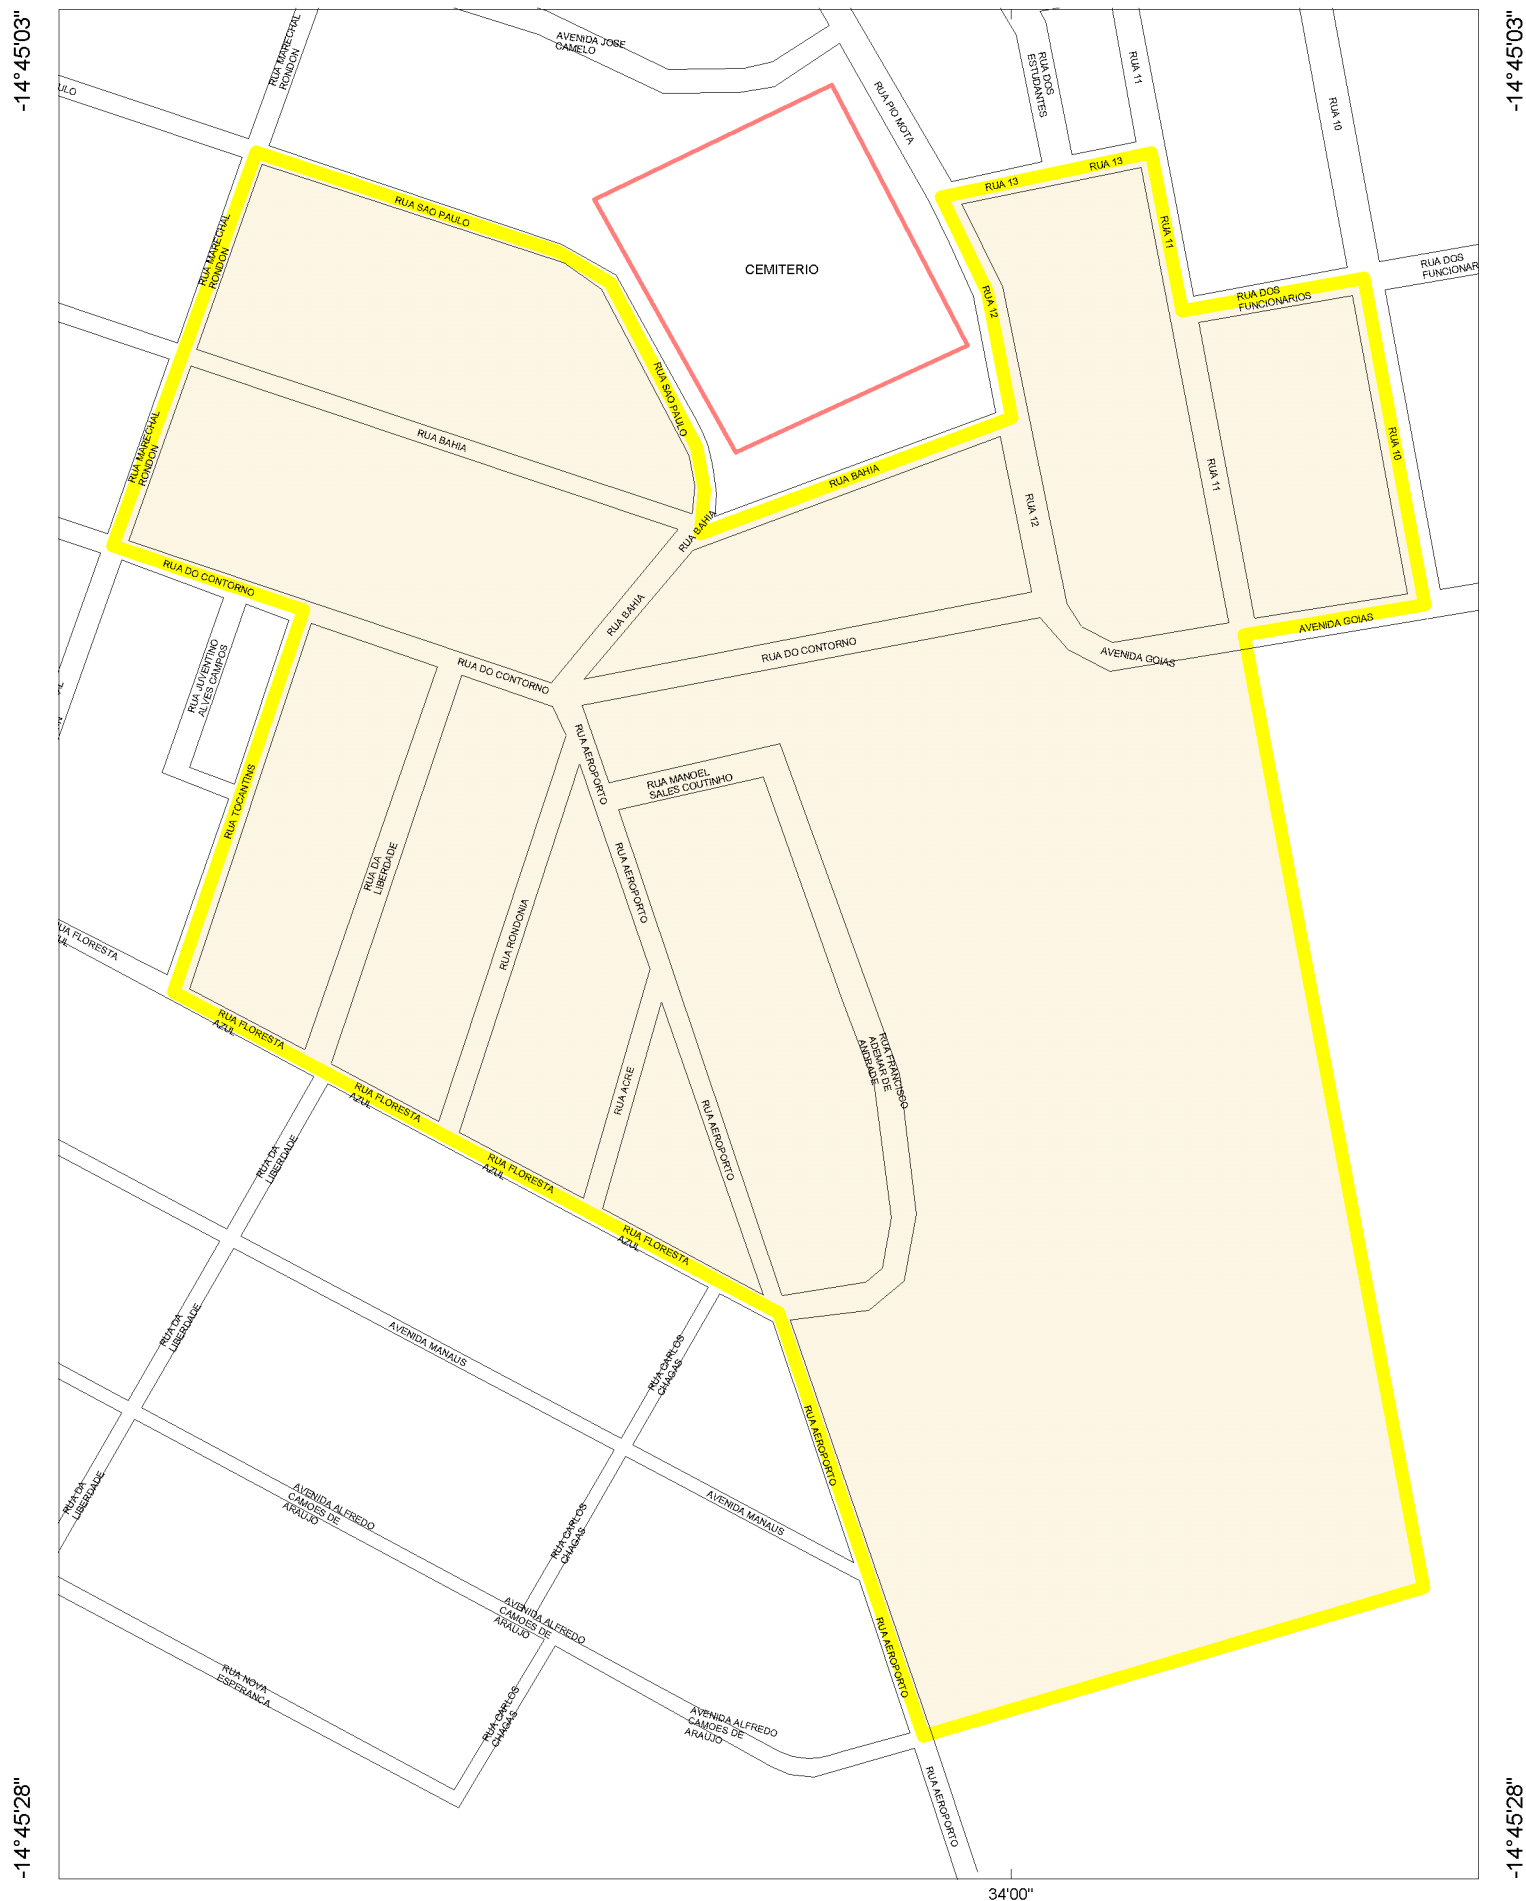 -14°45'03"
-14°45'03"
RUA MARECHAL
RONDON
AVENIDA JOSE
CAMELO
RUA DOS
ESTUDANTES
RUA 11
RUA 10
ULO
RUA PIO MOTA
RUA 13
RUA 13
RUA SAO PAULO
RUA MARECHAL
RONDON
RUA 11
CEMITERIO
RUA DOS
FUNCIONAR
RUA DOS
FUNCIONARIOS
RUA 12
RUA SAO PAULO
RUA MARECHAL
RONDON
RUA BAHIA
RUA 10
RUA BAHIA
RUA 11
RUA 12
RUA BAHIA
RUA DO CONTORNO
RUA BAHIA
AVENIDA GOIAS
RUA DO CONTORNO
AVENIDA GOIAS
RUA JUVENTINO
ALVES CAMPOS
RUA DO CONTORNO
RUA AEROPORTO
RUA MANOEL
SALES COUTINHO
RUA TOCANTINS
RUA DA
LIBERDADE
RUA AEROPORTO
RUA RONDONIA
UA FLORESTA
UL
RUA FLORESTA
AZUL
RUA FRANCISCO
ADEMAR DE
ANDRADE
RUA FLORESTA
AZUL
RUA ACRE
RUA AEROPORTO
RUA DA
LIBERDADE
RUA FLORESTA
AZUL
RUA FLORESTA
AZUL
RUA DA
LIBERDADE
AVENIDA MANAUS
RUA CARLOS
CHAGAS
RUA AEROPORTO
RUA DA
LIBERDADE
AVENIDA ALFREDO
CAMOES DE
ARAUJO
RUA CARLOS
CHAGAS
AVENIDA MANAUS
AVENIDA ALFREDO
CAMOES DE
ARAUJO
RUA AEROPORTO
RUA NOVA
ESPERANCA
RUA CARLOS
CHAGAS
AVENIDA ALFREDO
CAMOES DE
ARAUJO
RUA AEROPORTO
-14°45'28"
-14°45'28"
34'00"